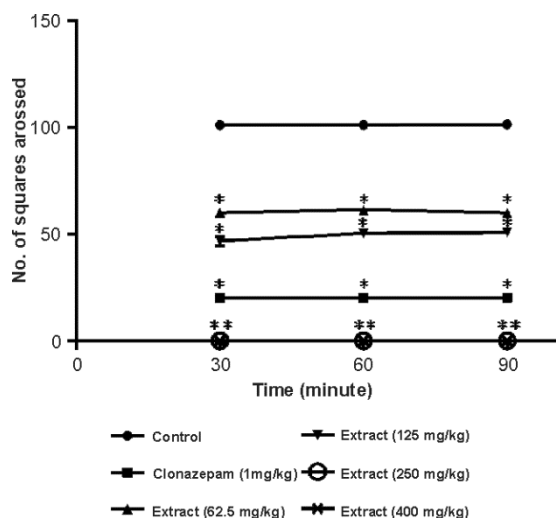 150
100
50
0
No. of squares arossed
* * *
* * *
* * *
** ** **
0 30 60 90
Time (minute)
Control Extract (125 mg/kg)
Clonazepam (1mg/kg) Extract (250 mg/kg)
Extract (62.5 mg/kg) Extract (400 mg/kg)